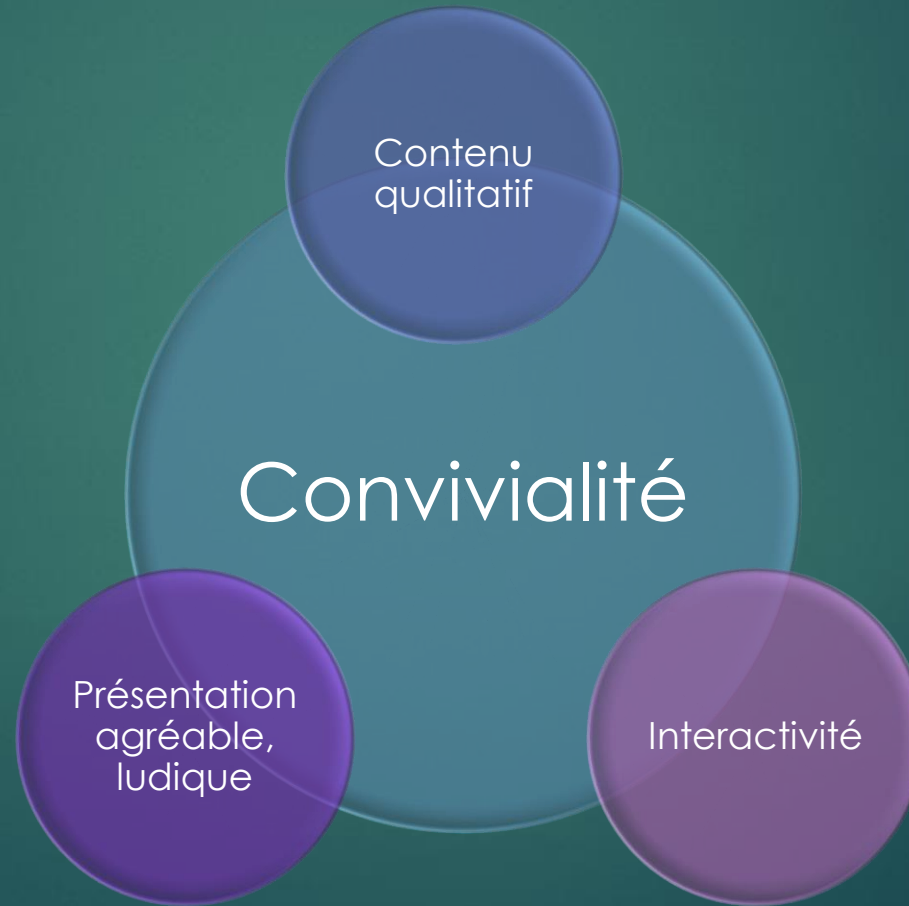 Contenu
qualitatif
Convivialité
Présentation
agréable,
ludique
Interactivité